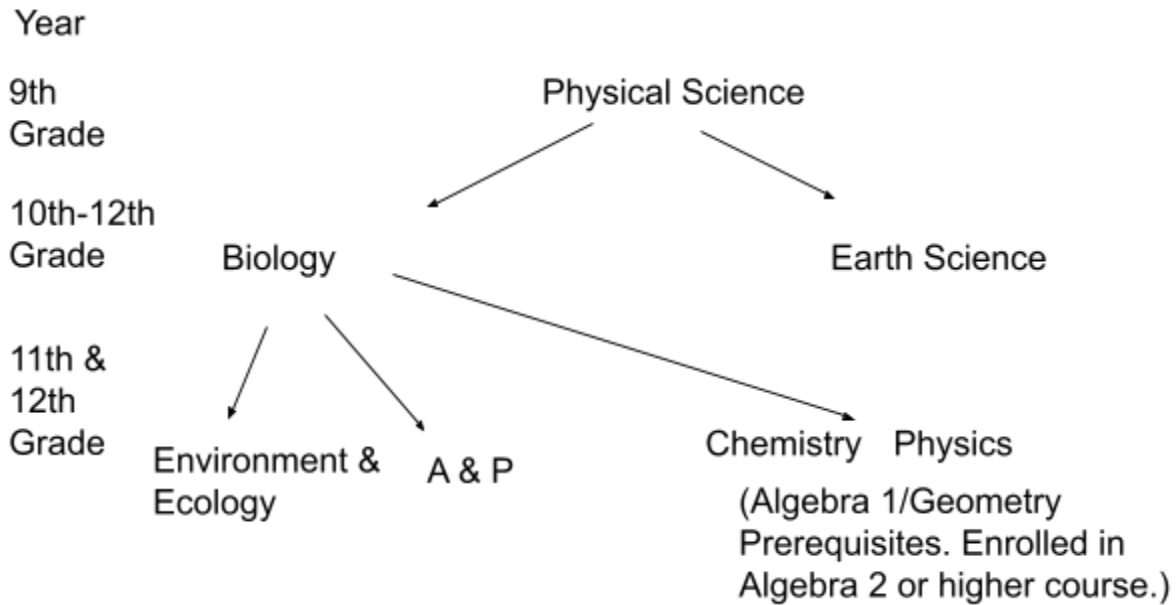 Year
9th
Grade
Physical Science
10th-12th
Grade
Biology
Earth Science
11th &
12th
Grade
Environment &
Ecology
A & P
Chemistry Physics
(Algebra 1/Geometry
Prerequisites. Enrolled in
Algebra 2 or higher course.)